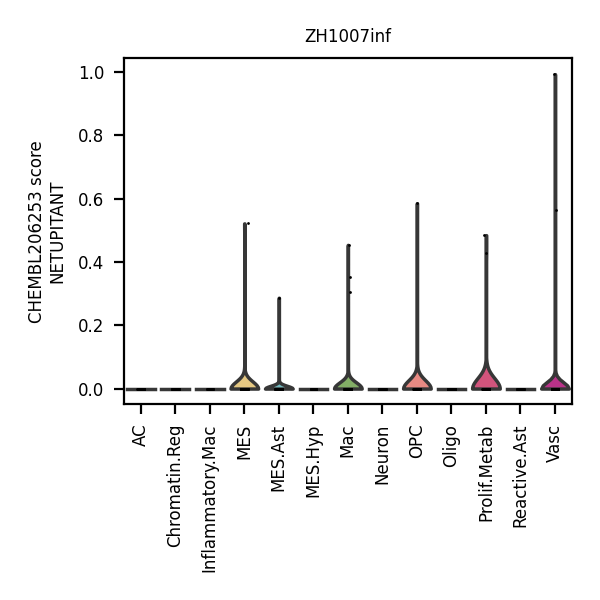 ZH1007inf
CHEMBL206253 score
NETUPITANT
1.0
0.8
0.6
0.4
0.2
0.0
AC
Chromatin.Reg
Inflammatory.Mac
MES
MES.Ast
MES.Hyp
Mac
Neuron
OPC
Oligo
Prolif.Metab
Reactive.Ast
Vasc